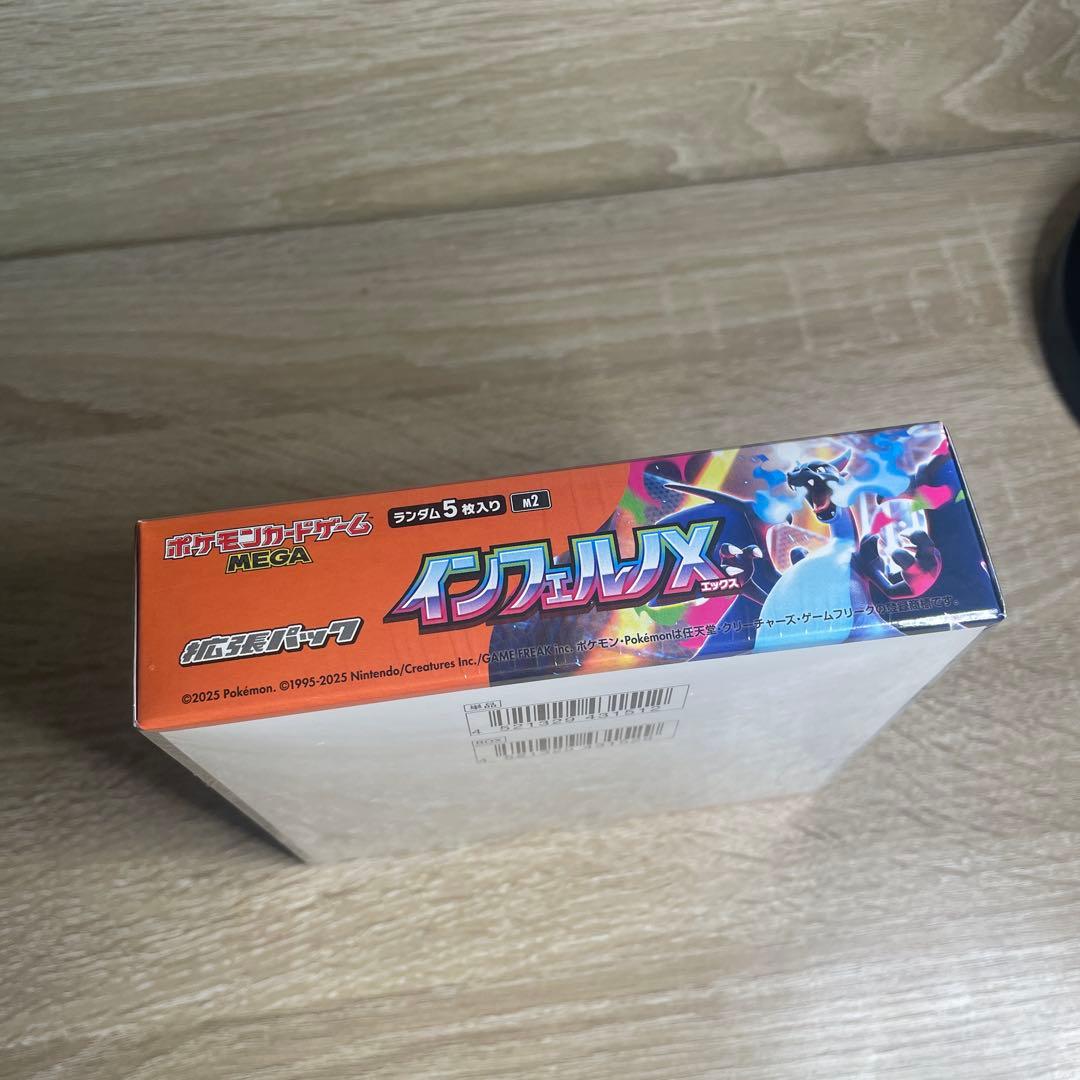 ポケモンカードゲーム
MEGA
ランダム5枚入り M2
インフェルノX
エックス
拡張パック
©2025 Pokémon. ©1995-2025 Nintendo/Creatures Inc./GAME FREAK inc. ポケモン・Pokémonは任天堂・クリーチャーズ・ゲームフリークの登録商標です。
単品
4 521329 431512
BOX